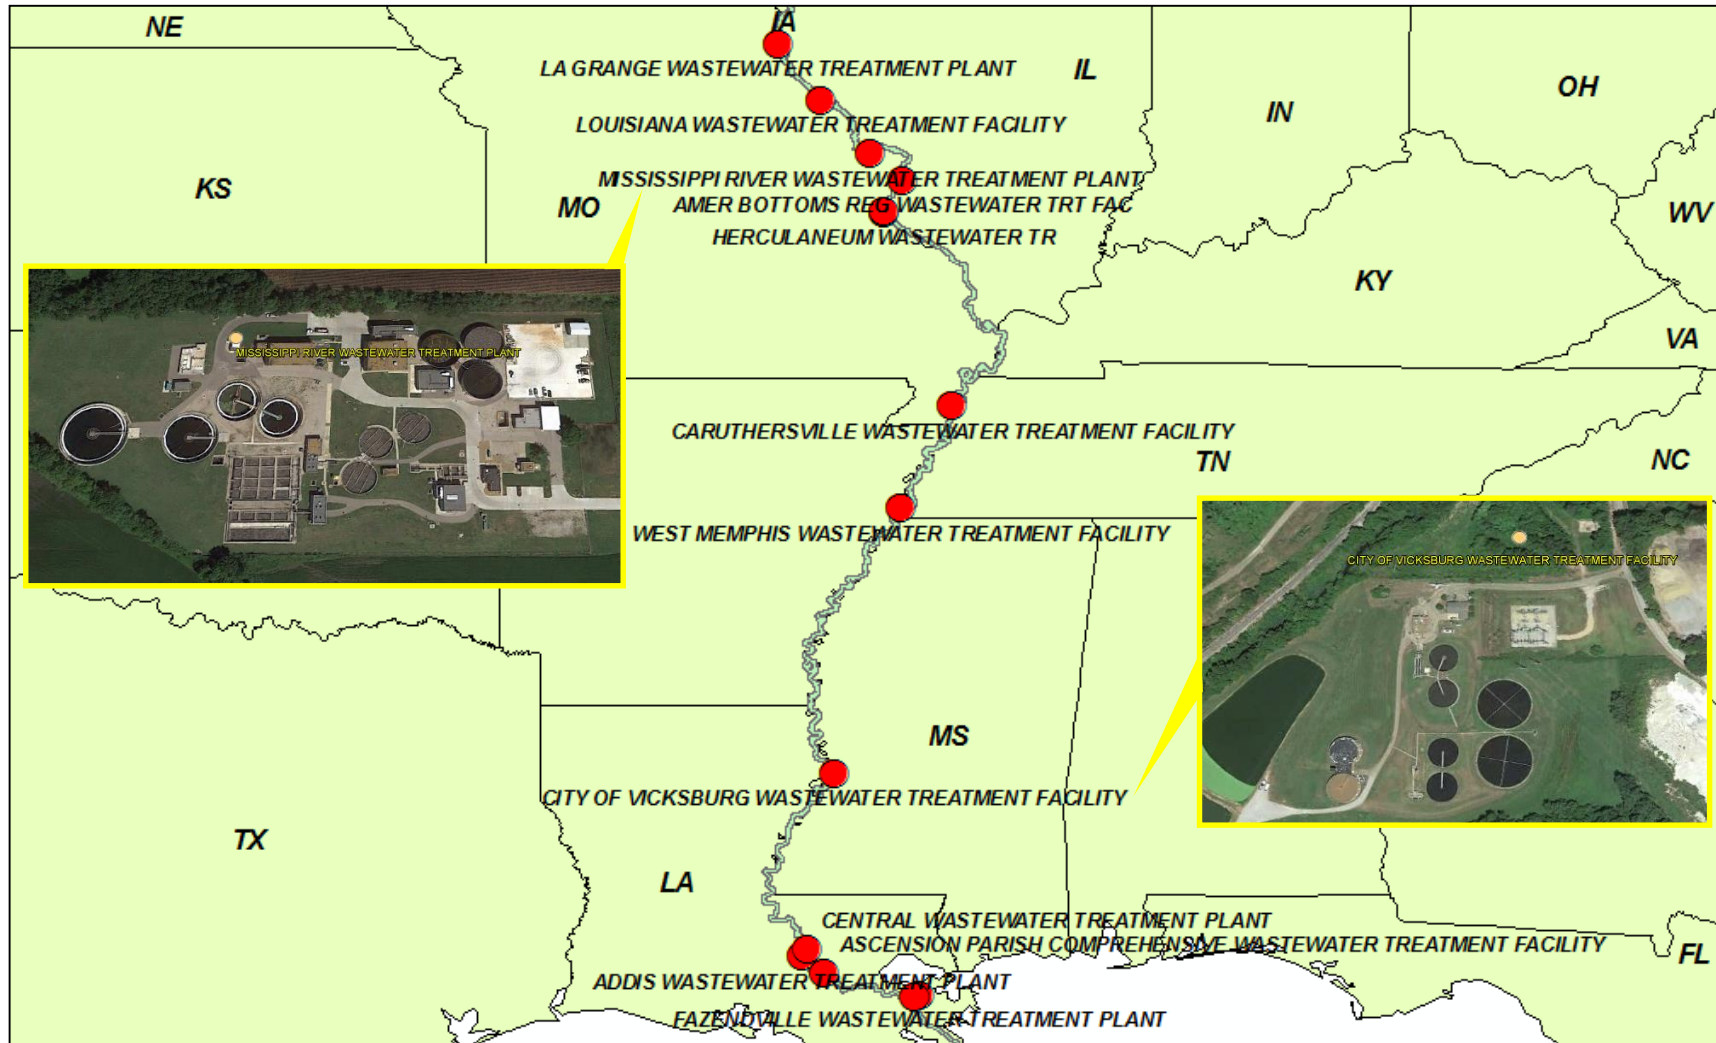 NE
IA
LA GRANGE WASTEWATER TREATMENT PLANT
IL
OH
IN
LOUISIANA WASTEWATER TREATMENT FACILITY
KS
MISSISSIPPI RIVER WASTEWATER TREATMENT PLANT
MO
AMER BOTTOMS REG WASTEWATER TRT FAC
WV
HERCULANEUM WASTEWATER TR
KY
VA
MISSISSIPPI RIVER WASTEWATER TREATMENT PLANT
CARUTHERSVILLE WASTEWATER TREATMENT FACILITY
TN
NC
WEST MEMPHIS WASTEWATER TREATMENT FACILITY
CITY OF VICKSBURG WASTEWATER TREATMENT FACILITY
MS
CITY OF VICKSBURG WASTEWATER TREATMENT FACILITY
TX
LA
CENTRAL WASTEWATER TREATMENT PLANT
ASCENSION PARISH COMPREHENSIVE WASTEWATER TREATMENT FACILITY
FL
ADDIS WASTEWATER TREATMENT PLANT
FAZENDVILLE WASTEWATER TREATMENT PLANT